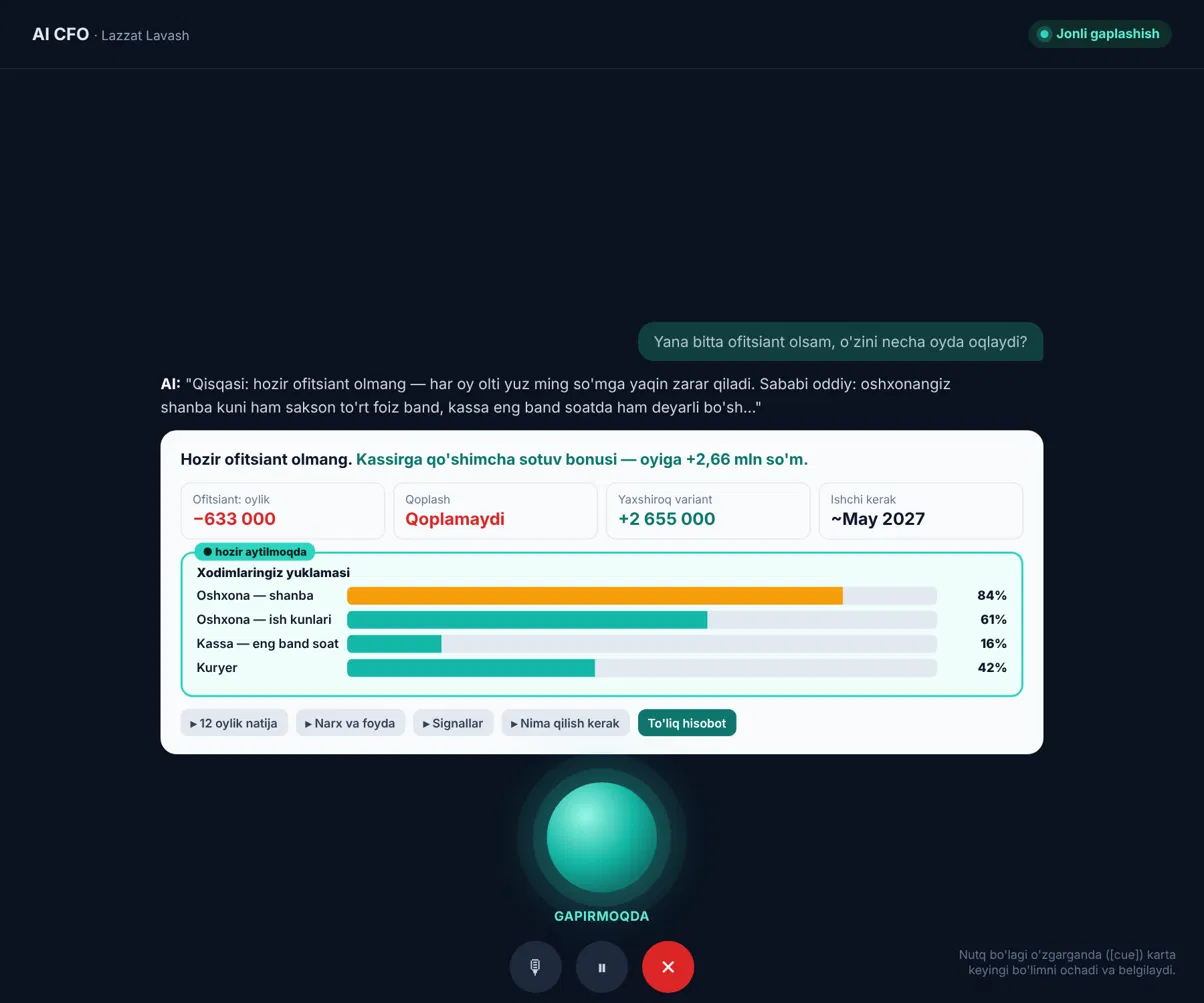 AI CFO · Lazzat Lavash
Jonli gaplashish
Yana bitta ofitsiant olsam, o'zini necha oyda oqlaydi?
AI: "Qisqasi: hozir ofitsiant olmang — har oy olti yuz ming so'mga yaqin zarar qiladi. Sababi oddiy: oshxonangiz
shanba kuni ham sakson to'rt foiz band, kassa eng band soatda ham deyarli bo'sh..."
Hozir ofitsiant olmang. Kassirga qo'shimcha sotuv bonusi — oyiga +2,66 mln so'm.
Ofitsiant: oylik
−633 000
Qoplash
Qoplamaydi
Yaxshiroq variant
+2 655 000
Ishchi kerak
~May 2027
● hozir aytilmoqda
Xodimlaringiz yuklamasi
Oshxona — shanba 84%
Oshxona — ish kunlari 61%
Kassa — eng band soat 16%
Kuryer 42%
▸ 12 oylik natija
▸ Narx va foyda
▸ Signallar
▸ Nima qilish kerak
To'liq hisobot
GAPIRMOQDA
Nutq bo'lagi o'zgarganda ([cue]) karta
keyingi bo'limni ochadi va belgilaydi.